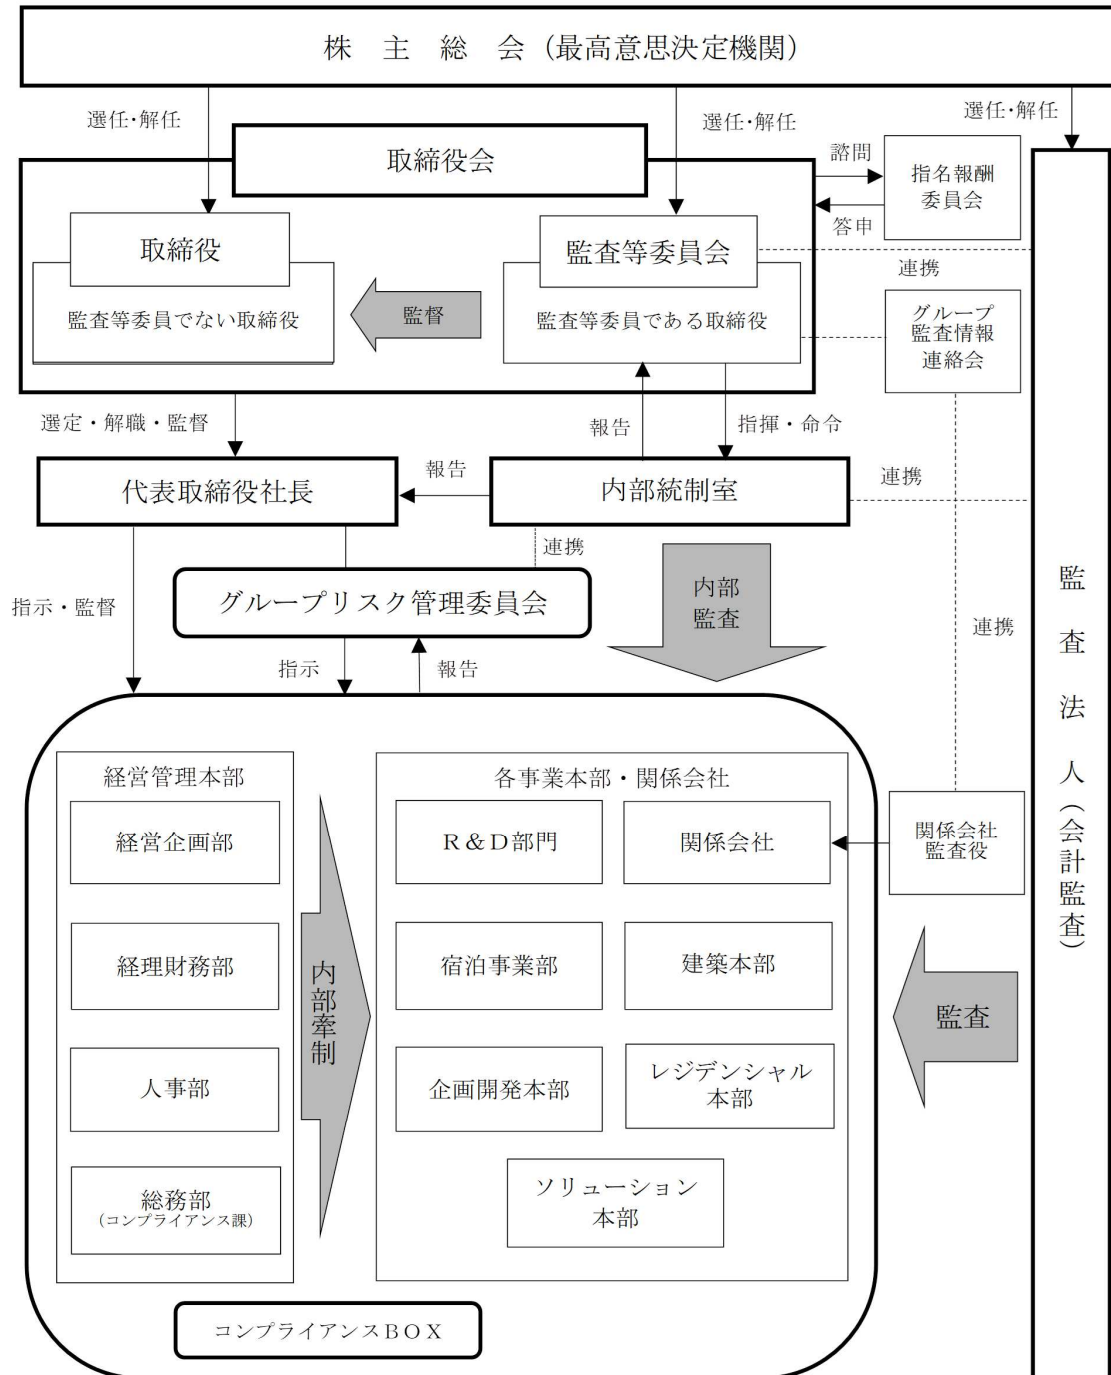 株主総会(最高意思決定機関)
選任・解任
選任・解任
選任・解任
取締役会
諮問
指名報酬
委員会
答申
取締役
監査等委員会
連携
監査等委員でない取締役
監督
監査等委員である取締役
グループ
監査情報
連絡会
選定・解職・監督
報告
指揮・命令
代表取締役社長
報告
内部統制室
連携
連携
グループリスク管理委員会
内部
監査
指示・監督
指示
報告
連携
監査法人(会計監査)
経営管理本部
各事業本部・関係会社
経営企画部
R&D部門
関係会社
関係会社
監査役
経理財務部
内部牽制
宿泊事業部
建築本部
監査
人事部
企画開発本部
レジデンシャル
本部
総務部
(コンプライアンス課)
ソリューション
本部
コンプライアンスBOX